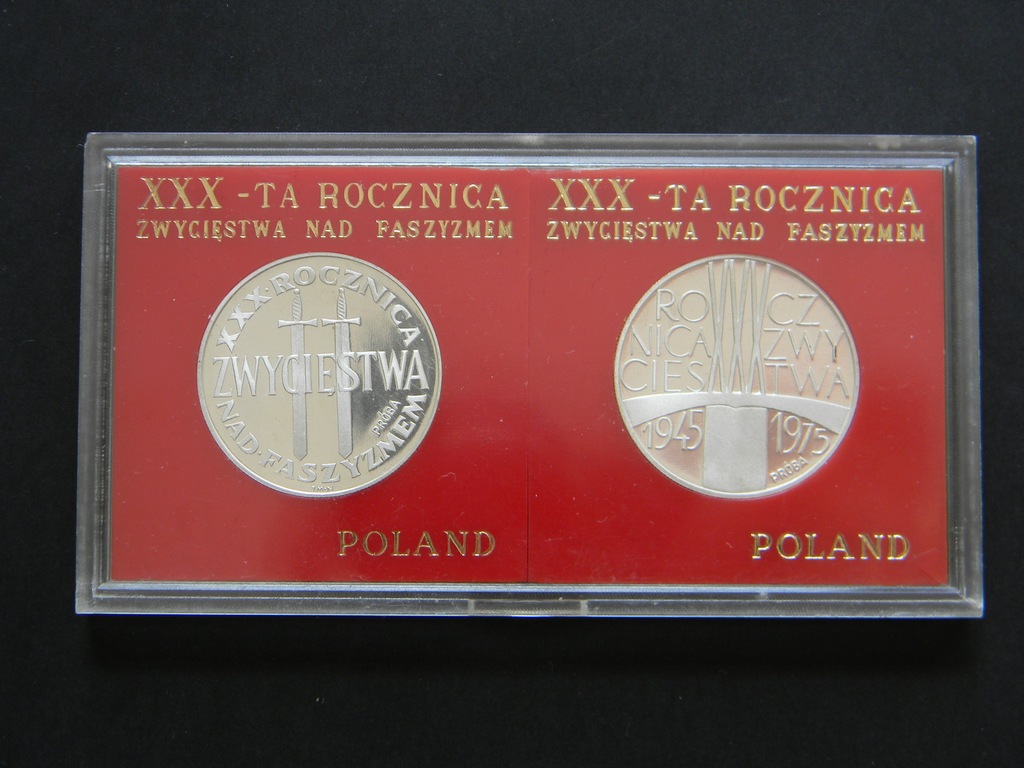 XXX -TA ROCZNICA
ZWYCIĘSTWA NAD FASZYZMEM
XXX · ROCZNICA
ZWYCIĘSTWA
NAD · FASZYZMEM
PRÓBA
POLAND
XXX -TA ROCZNICA
ZWYCIĘSTWA NAD FASZYZMEM
RO CZ
NICA ZWY
CIĘS TWA
1945 1975
PRÓBA
POLAND